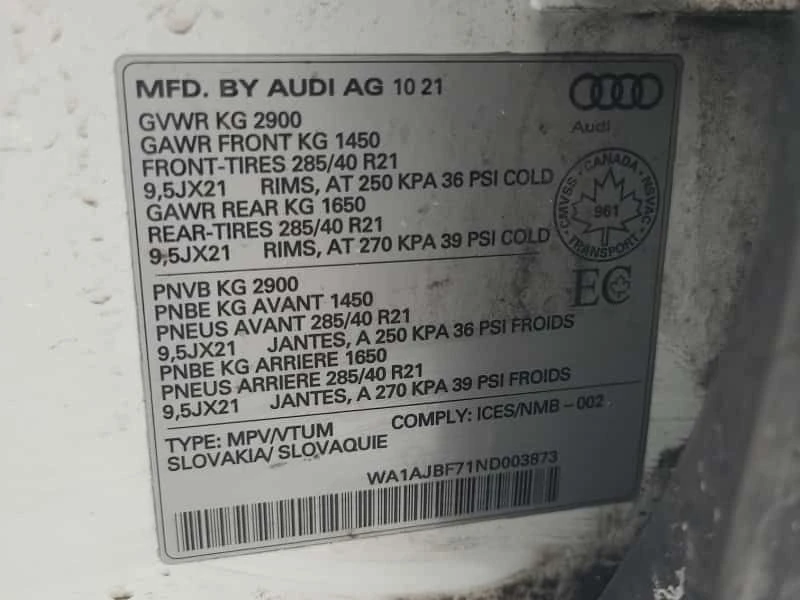 MFD. BY AUDI AG 10 21
Audi
GVWR KG 2900
GAWR FRONT KG 1450
FRONT-TIRES 285/40 R21
9,5JX21 RIMS, AT 250 KPA 36 PSI COLD
GAWR REAR KG 1650
REAR-TIRES 285/40 R21
9,5JX21 RIMS, AT 270 KPA 39 PSI COLD
CANADA
CMVSS NSVAC
961
TRANSPORT
EC
PNVB KG 2900
PNBE KG AVANT 1450
PNEUS AVANT 285/40 R21
9,5JX21 JANTES, A 250 KPA 36 PSI FROIDS
PNBE KG ARRIERE 1650
PNEUS ARRIERE 285/40 R21
9,5JX21 JANTES, A 270 KPA 39 PSI FROIDS
TYPE: MPV/VTUM COMPLY: ICES/NMB-002
SLOVAKIA/ SLOVAQUIE
WA1AJBF71ND003873